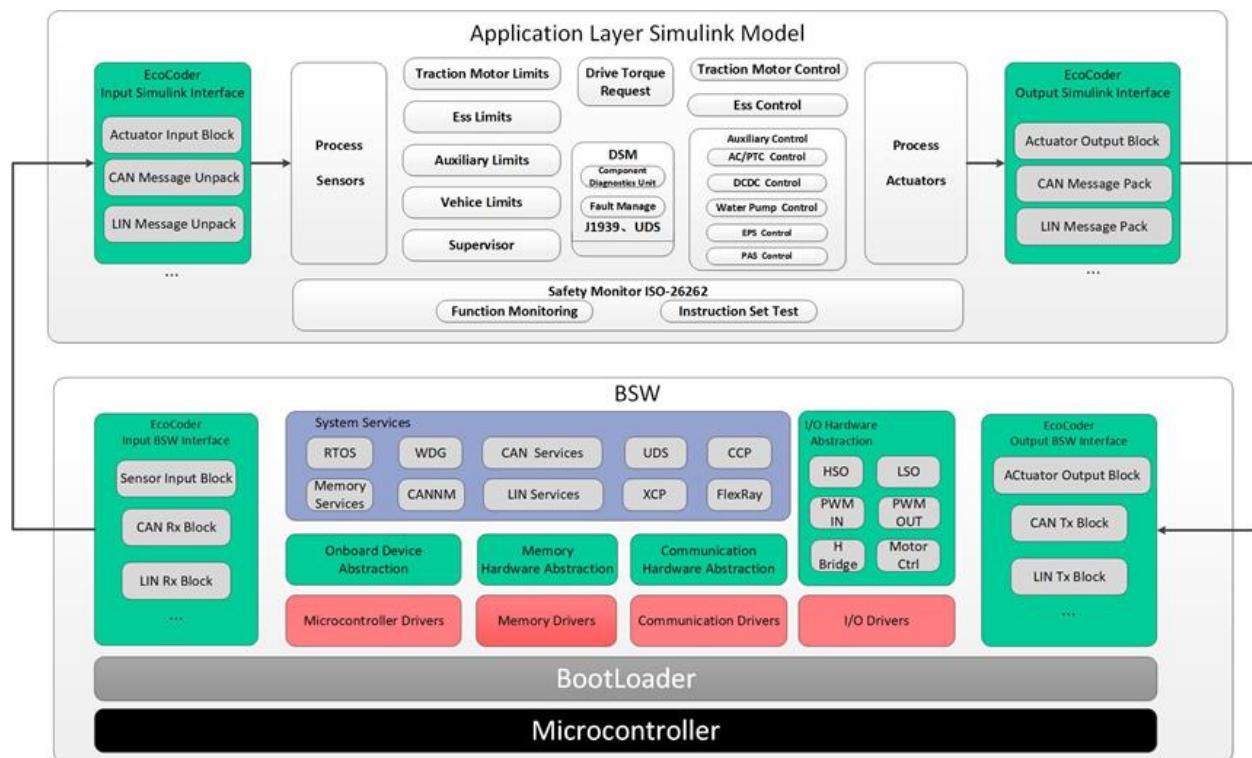 Application Layer Simulink Model
EcoCoder
Input Simulink Interface
Actuator Input Block
CAN Message Unpack
LIN Message Unpack
...
Process
Sensors
Traction Motor Limits
Ess Limits
Auxiliary Limits
Vehice Limits
Supervisor
Drive Torque
Request
DSM
Component
Diagnostics Unit
Fault Manage
J1939、UDS
Traction Motor Control
Ess Control
Auxiliary Control
AC/PTC Control
DCDC Control
Water Pump Control
EPS Control
PAS Control
Process
Actuators
EcoCoder
Output Simulink Interface
Actuator Output Block
CAN Message Pack
LIN Message Pack
...
Safety Monitor ISO-26262
Function Monitoring
Instruction Set Test
BSW
EcoCoder
Input BSW Interface
Sensor Input Block
CAN Rx Block
LIN Rx Block
...
System Services
RTOS
WDG
CAN Services
UDS
CCP
Memory
Services
CANNM
LIN Services
XCP
FlexRay
I/O Hardware
Abstraction
HSO
LSO
PWM
IN
PWM
OUT
H
Bridge
Motor
Ctrl
EcoCoder
Output BSW Interface
ACtuator Output Block
CAN Tx Block
LIN Tx Block
...
Onboard Device
Abstraction
Memory
Hardware Abstraction
Communication
Hardware Abstraction
Microcontroller Drivers
Memory Drivers
Communication Drivers
I/O Drivers
BootLoader
Microcontroller